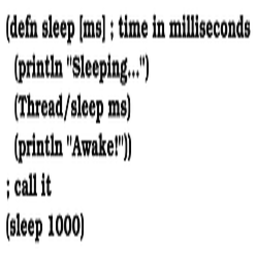 (defn sleep [ms] ; time in milliseconds
(println "Sleeping...")
(Thread/sleep ms)
(println "Awake!"))
; call it
(sleep 1000)